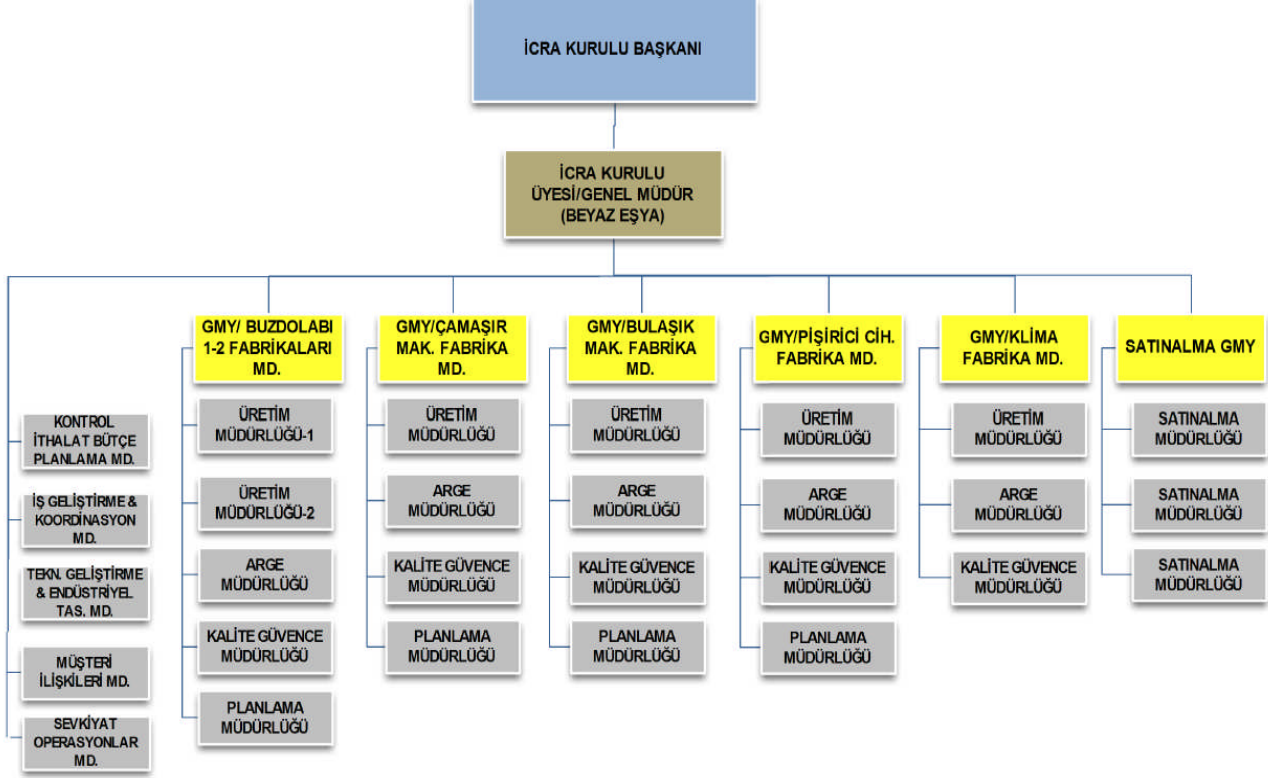 İCRA KURULU BAŞKANI
İCRA KURULU
ÜYESİ/GENEL MÜDÜR
(BEYAZ EŞYA)
KONTROL
İTHALAT BÜTÇE
PLANLAMA MD.
İŞ GELİŞTİRME &
KOORDİNASYON
MD.
TEKN. GELİŞTİRME
& ENDÜSTRİYEL
TAS. MD.
MÜŞTERİ
İLİŞKİLERİ MD.
SEVKİYAT
OPERASYONLAR
MD.
GMY/ BUZDOLABI
1-2 FABRİKALARI
MD.
ÜRETİM
MÜDÜRLÜĞÜ-1
ÜRETİM
MÜDÜRLÜĞÜ-2
ARGE
MÜDÜRLÜĞÜ
KALİTE GÜVENCE
MÜDÜRLÜĞÜ
PLANLAMA
MÜDÜRLÜĞÜ
GMY/ÇAMAŞIR
MAK. FABRİKA
MD.
ÜRETİM
MÜDÜRLÜĞÜ
ARGE
MÜDÜRLÜĞÜ
KALİTE GÜVENCE
MÜDÜRLÜĞÜ
PLANLAMA
MÜDÜRLÜĞÜ
GMY/BULAŞIK
MAK. FABRİKA
MD.
ÜRETİM
MÜDÜRLÜĞÜ
ARGE
MÜDÜRLÜĞÜ
KALİTE GÜVENCE
MÜDÜRLÜĞÜ
PLANLAMA
MÜDÜRLÜĞÜ
GMY/PİŞİRİCİ CİH.
FABRİKA MD.
ÜRETİM
MÜDÜRLÜĞÜ
ARGE
MÜDÜRLÜĞÜ
KALİTE GÜVENCE
MÜDÜRLÜĞÜ
PLANLAMA
MÜDÜRLÜĞÜ
GMY/KLİMA
FABRİKA MD.
ÜRETİM
MÜDÜRLÜĞÜ
ARGE
MÜDÜRLÜĞÜ
KALİTE GÜVENCE
MÜDÜRLÜĞÜ
SATINALMA GMY
SATINALMA
MÜDÜRLÜĞÜ
SATINALMA
MÜDÜRLÜĞÜ
SATINALMA
MÜDÜRLÜĞÜ